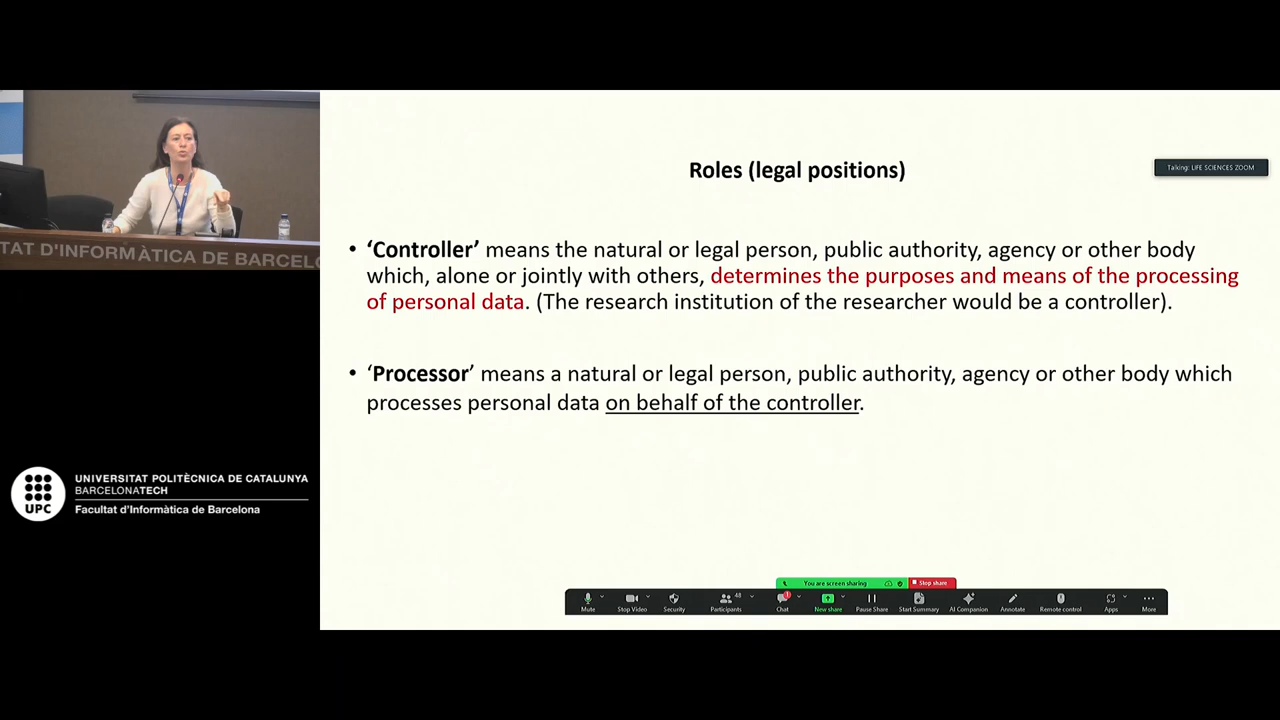 TAT D'INFORMÀTICA DE BARCEL
UPC
UNIVERSITAT POLITÈCNICA DE CATALUNYA
BARCELONATECH
Facultat d'Informàtica de Barcelona
Roles (legal positions)
Talking: LIFE SCIENCES ZOOM
• ‘Controller’ means the natural or legal person, public authority, agency or other body
which, alone or jointly with others, determines the purposes and means of the processing
of personal data. (The research institution of the researcher would be a controller).
• ‘Processor’ means a natural or legal person, public authority, agency or other body which
processes personal data on behalf of the controller.
You are screen sharing Stop share
48 1
Mute Stop Video Security Participants Chat New share Pause Share Start Summary AI Companion Annotate Remote control Apps More